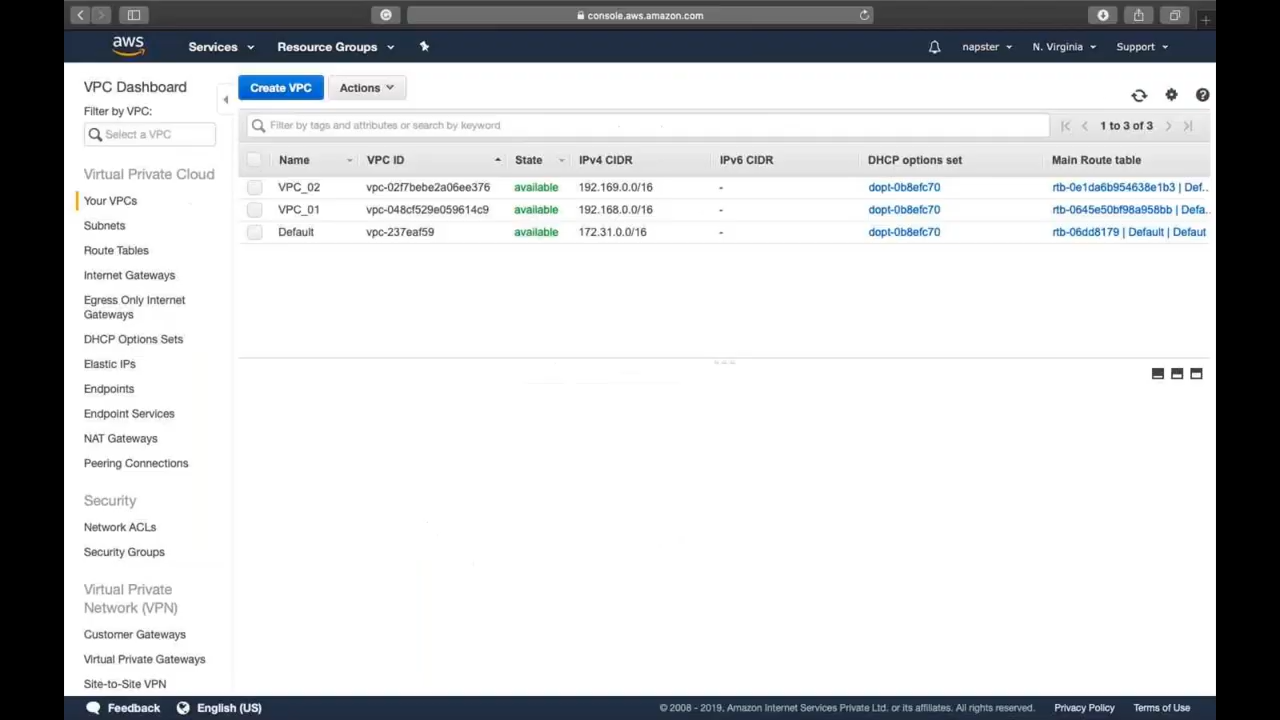 console.aws.amazon.com
aws Services Resource Groups napster N. Virginia Support
VPC Dashboard
Filter by VPC:
Select a VPC
Virtual Private Cloud
Your VPCs
Subnets
Route Tables
Internet Gateways
Egress Only Internet
Gateways
DHCP Options Sets
Elastic IPs
Endpoints
Endpoint Services
NAT Gateways
Peering Connections
Security
Network ACLs
Security Groups
Virtual Private
Network (VPN)
Customer Gateways
Virtual Private Gateways
Site-to-Site VPN
Create VPC Actions
Filter by tags and attributes or search by keyword
1 to 3 of 3
Name VPC ID State IPv4 CIDR IPv6 CIDR DHCP options set Main Route table
VPC_02 vpc-02f7bebe2a06ee376 available 192.169.0.0/16 - dopt-0b8efc70 rtb-0e1da6b954638e1b3 | Def..
VPC_01 vpc-048cf529e059614c9 available 192.168.0.0/16 - dopt-0b8efc70 rtb-0645e50bf98a958bb | Defa..
Default vpc-237eaf59 available 172.31.0.0/16 - dopt-0b8efc70 rtb-06dd8179 | Default | Defaut
Feedback English (US) © 2008 - 2019, Amazon Internet Services Private Ltd. or its affiliates. All rights reserved. Privacy Policy Terms of Use